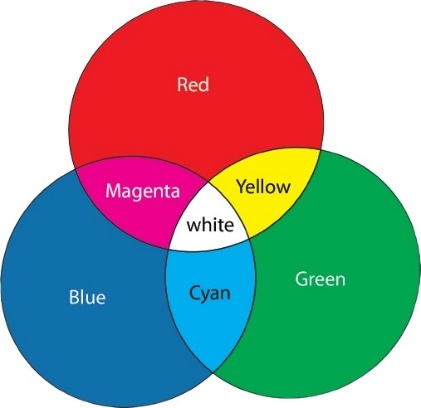 Red
Magenta
Yellow
white
Blue
Cyan
Green